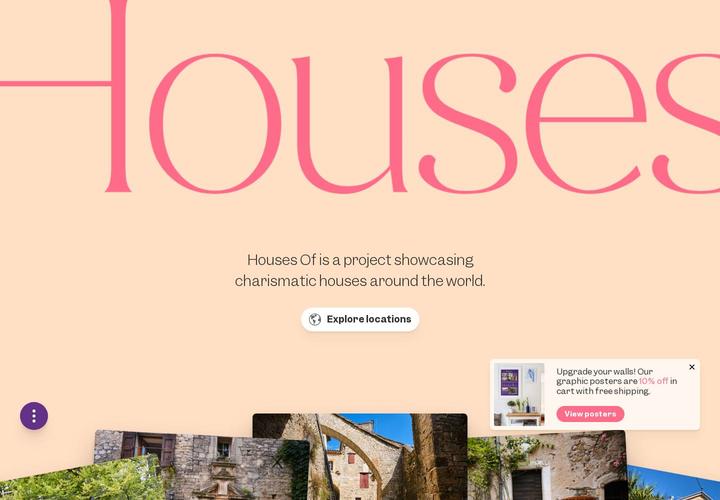 Houses
Houses Of is a project showcasing
charismatic houses around the world.
Explore locations
Upgrade your walls! Our
graphic posters are 10% off in
cart with free shipping.
View posters